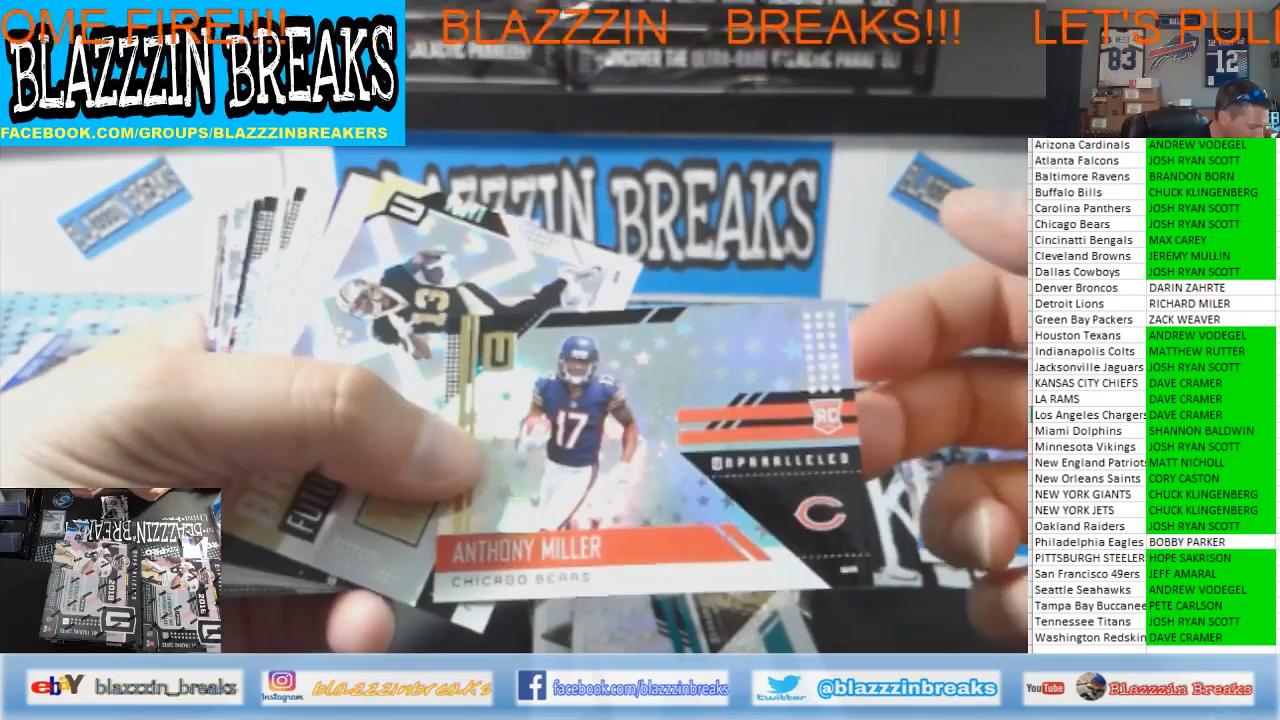 OME FIRE!!!! BLAZZZIN BREAKS!!! LET'S PULL
BLAZZZIN BREAKS
FACEBOOK.COM/GROUPS/BLAZZZINBREAKERS
83
12
BREAKS
13
U
17
RC
UNPARALLELED
C
ANTHONY MILLER
CHICAGO BEARS
Arizona Cardinals ANDREW VODEGEL
Atlanta Falcons JOSH RYAN SCOTT
Baltimore Ravens BRANDON BORN
Buffalo Bills CHUCK KLINGENBERG
Carolina Panthers JOSH RYAN SCOTT
Chicago Bears JOSH RYAN SCOTT
Cincinatti Bengals MAX CAREY
Cleveland Browns JEREMY MULLIN
Dallas Cowboys JOSH RYAN SCOTT
Denver Broncos DARIN ZAHRTE
Detroit Lions RICHARD MILER
Green Bay Packers ZACK WEAVER
Houston Texans ANDREW VODEGEL
Indianapolis Colts MATTHEW RUTTER
Jacksonville Jaguars JOSH RYAN SCOTT
KANSAS CITY CHIEFS DAVE CRAMER
LA RAMS DAVE CRAMER
Los Angeles Chargers DAVE CRAMER
Miami Dolphins SHANNON BALDWIN
Minnesota Vikings JOSH RYAN SCOTT
New England Patriots MATT NICHOLL
New Orleans Saints CORY CASTON
NEW YORK GIANTS CHUCK KLINGENBERG
NEW YORK JETS CHUCK KLINGENBERG
Oakland Raiders JOSH RYAN SCOTT
Philadelphia Eagles BOBBY PARKER
PITTSBURGH STEELER HOPE SAKRISON
San Francisco 49ers JEFF AMARAL
Seattle Seahawks ANDREW VODEGEL
Tampa Bay Buccanee PETE CARLSON
Tennessee Titans JOSH RYAN SCOTT
Washington Redskin DAVE CRAMER
ebay blazzzin_breaks Instagram blazzzinbreaks facebook.com/blazzzinbreaks twitter @blazzzinbreaks YouTube Blazzzin Breaks